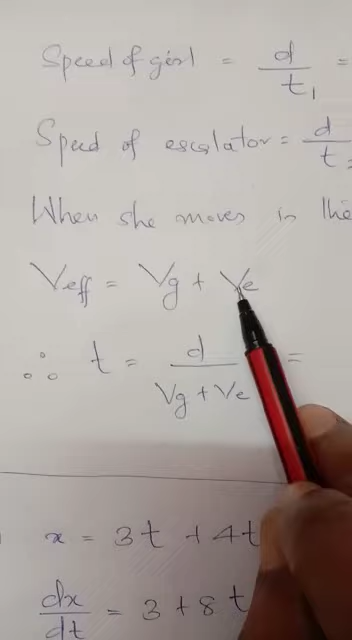 Speed of girl = d/t₁ =
Speed of escalator = d/t₂
When she moves in the
Veff = Vg + Ve
∴ t = d/(Vg + Ve) =
x = 3t + 4t
dx/dt = 3 + 8t